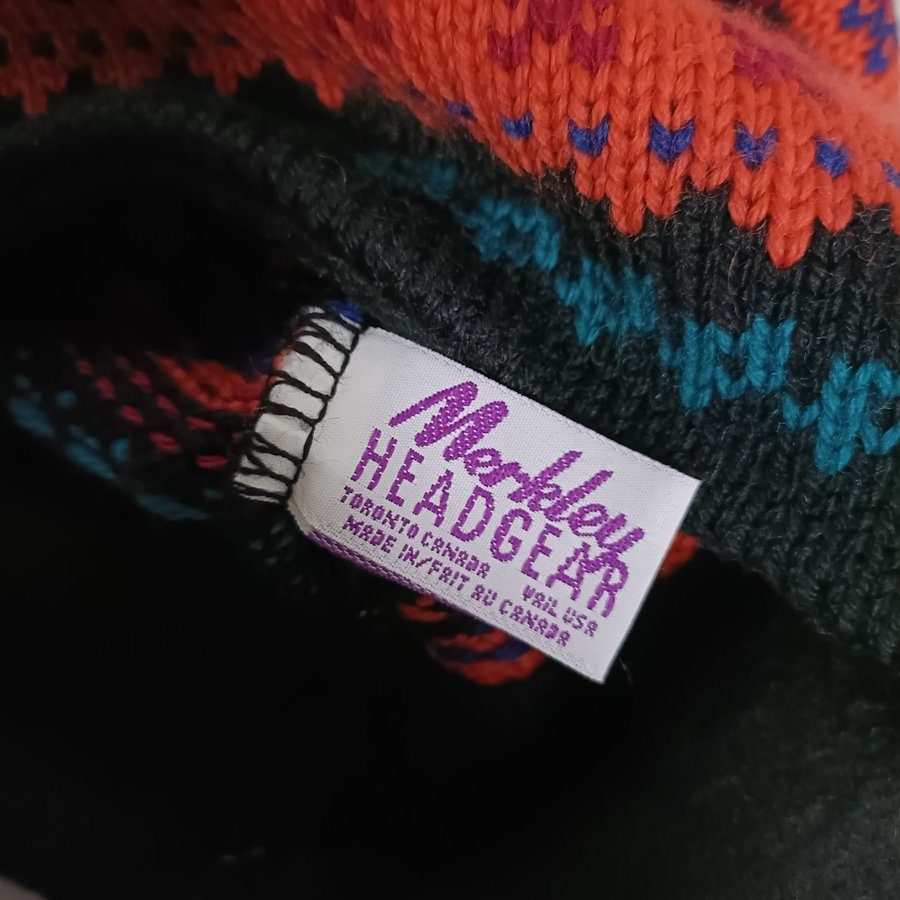 Merkley
HEADGEAR
TORONTO CANADA VAIL USA
MADE IN/FAIT AU CANADA